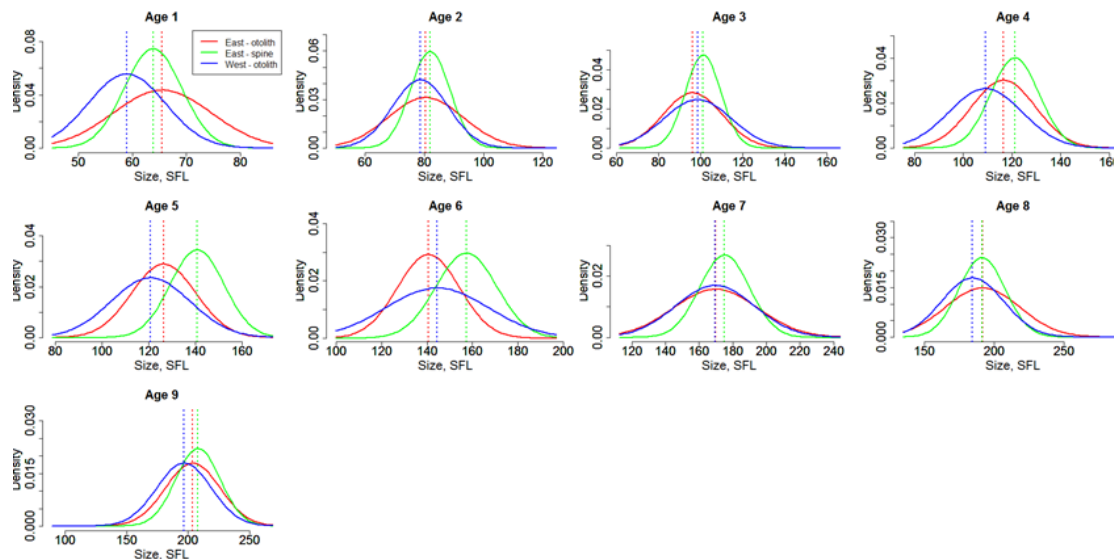 Age 1
Age 2
Age 3
Age 4
East - otolith
East - spine
West - otolith
Density
0.00
0.04
0.08
50
60
70
80
Size, SFL
Density
0.00
0.03
0.06
60
80
100
120
Size, SFL
Density
0.00
0.02
0.04
60
80
100
120
140
160
Size, SFL
Density
0.00
0.02
0.04
80
100
120
140
160
Size, SFL
Age 5
Age 6
Age 7
Age 8
Density
0.00
0.02
0.04
80
100
120
140
160
Size, SFL
Density
0.00
0.02
0.04
100
120
140
160
180
200
Size, SFL
Density
0.00
0.02
120
140
160
180
200
220
240
Size, SFL
Density
0.000
0.015
0.030
150
200
250
Size, SFL
Age 9
Density
0.000
0.015
0.030
100
150
200
250
Size, SFL